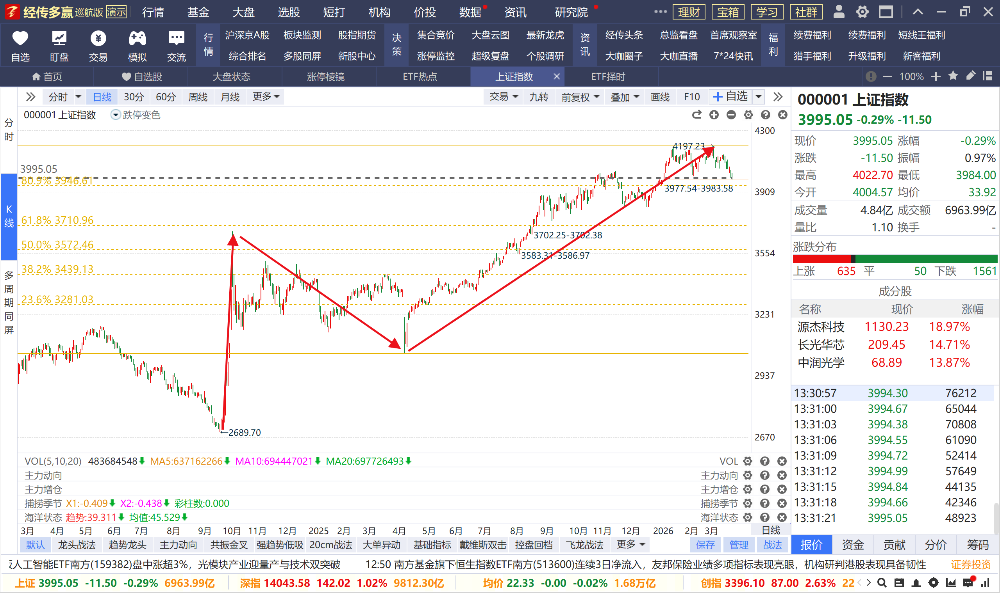 经传多赢 巡航版 演示 行情 基金 大盘 选股 短打 机构 价投 数据 资讯 研究院 理财 宝箱 学习 社群
自选 盯盘 交易 模拟 交流
行情 沪深京A股 板块监测 股指期货 决策 集合竞价 大盘云图 最新龙虎 资讯 经传头条 总监看盘 首席观察室 福利 续费福利 续费福利 短线王福利
综合排名 多股同屏 新股中心 涨停监控 超级复盘 个股调研 大咖圈子 大咖直播 7*24快讯 猎手福利 升级福利 新客福利
首页 自选股 大盘状态 涨停棱镜 ETF热点 上证指数 ETF择时 100%
分时 日线 30分 60分 周线 月线 更多 交易 九转 前复权 叠加 画线 F10 自选
分时
K线
多周期同屏
000001 上证指数 跌停变色
4300
4197.23
3995.05
80.9% 3946.61
3977.54-3983.58
3909
61.8% 3710.96
3702.25-3702.38
50.0% 3572.46
3583.31-3586.97
3554
38.2% 3439.13
23.6% 3281.03
3231
2937
←2689.70
2670
VOL(5,10,20) 483684548 MA5:637162266 MA10:694447021 MA20:697726493 VOL
主力动向 主力动向
主力增仓 主力增仓
捕捞季节 X1:-0.409 X2:-0.438 彩柱数:0.000 捕捞季节
海洋状态 趋势:39.311 均值:45.529 海洋状态
3月 4月 5月 6月 7月 8月 9月 10月 11月 12月 2025 2月 3月 4月 5月 6月 7月 8月 9月 10月 11月 12月 2026 2月 3月 日线
默认 龙头战法 趋势龙头 主力动向 共振金叉 强趋势低吸 20cm战法 大单异动 基础指标 戴维斯双击 控盘回档 飞龙战法 更多 保存 管理 战法
000001 上证指数
3995.05 -0.29% -11.50
现价 3995.05 涨幅 -0.29%
涨跌 -11.50 振幅 0.97%
最高 4022.70 最低 3984.00
今开 4004.57 均价 33.92
成交量 4.84亿 成交额 6963.99亿
量比 1.10 换手 -
涨跌分布
上涨 635 平 50 下跌 1561
成分股
名称 现价 涨幅
源杰科技 1130.23 18.97%
长光华芯 209.45 14.71%
中润光学 68.89 13.87%
13:30:57 3994.30 76212
13:31:00 3994.67 65044
13:31:03 3994.38 70808
13:31:06 3994.55 61090
13:31:09 3994.72 52414
13:31:12 3994.99 57649
13:31:15 3994.84 44135
13:31:18 3994.66 42346
13:31:21 3995.05 48923
报价 资金 贡献 分价 筹码
人工智能ETF南方(159382)盘中涨超3%，光模块产业迎量产与技术双突破 12:50 南方基金旗下恒生指数ETF南方(513600)连续3日净流入，友邦保险业绩多项指标表现亮眼，机构研判港股表现具备韧性 证券投资
上证 3995.05 -11.50 -0.29% 6963.99亿 深指 14043.58 142.02 1.02% 9812.30亿 均价 22.33 -0.00 -0.02% 1.68万亿 创指 3396.10 87.00 2.63% 22